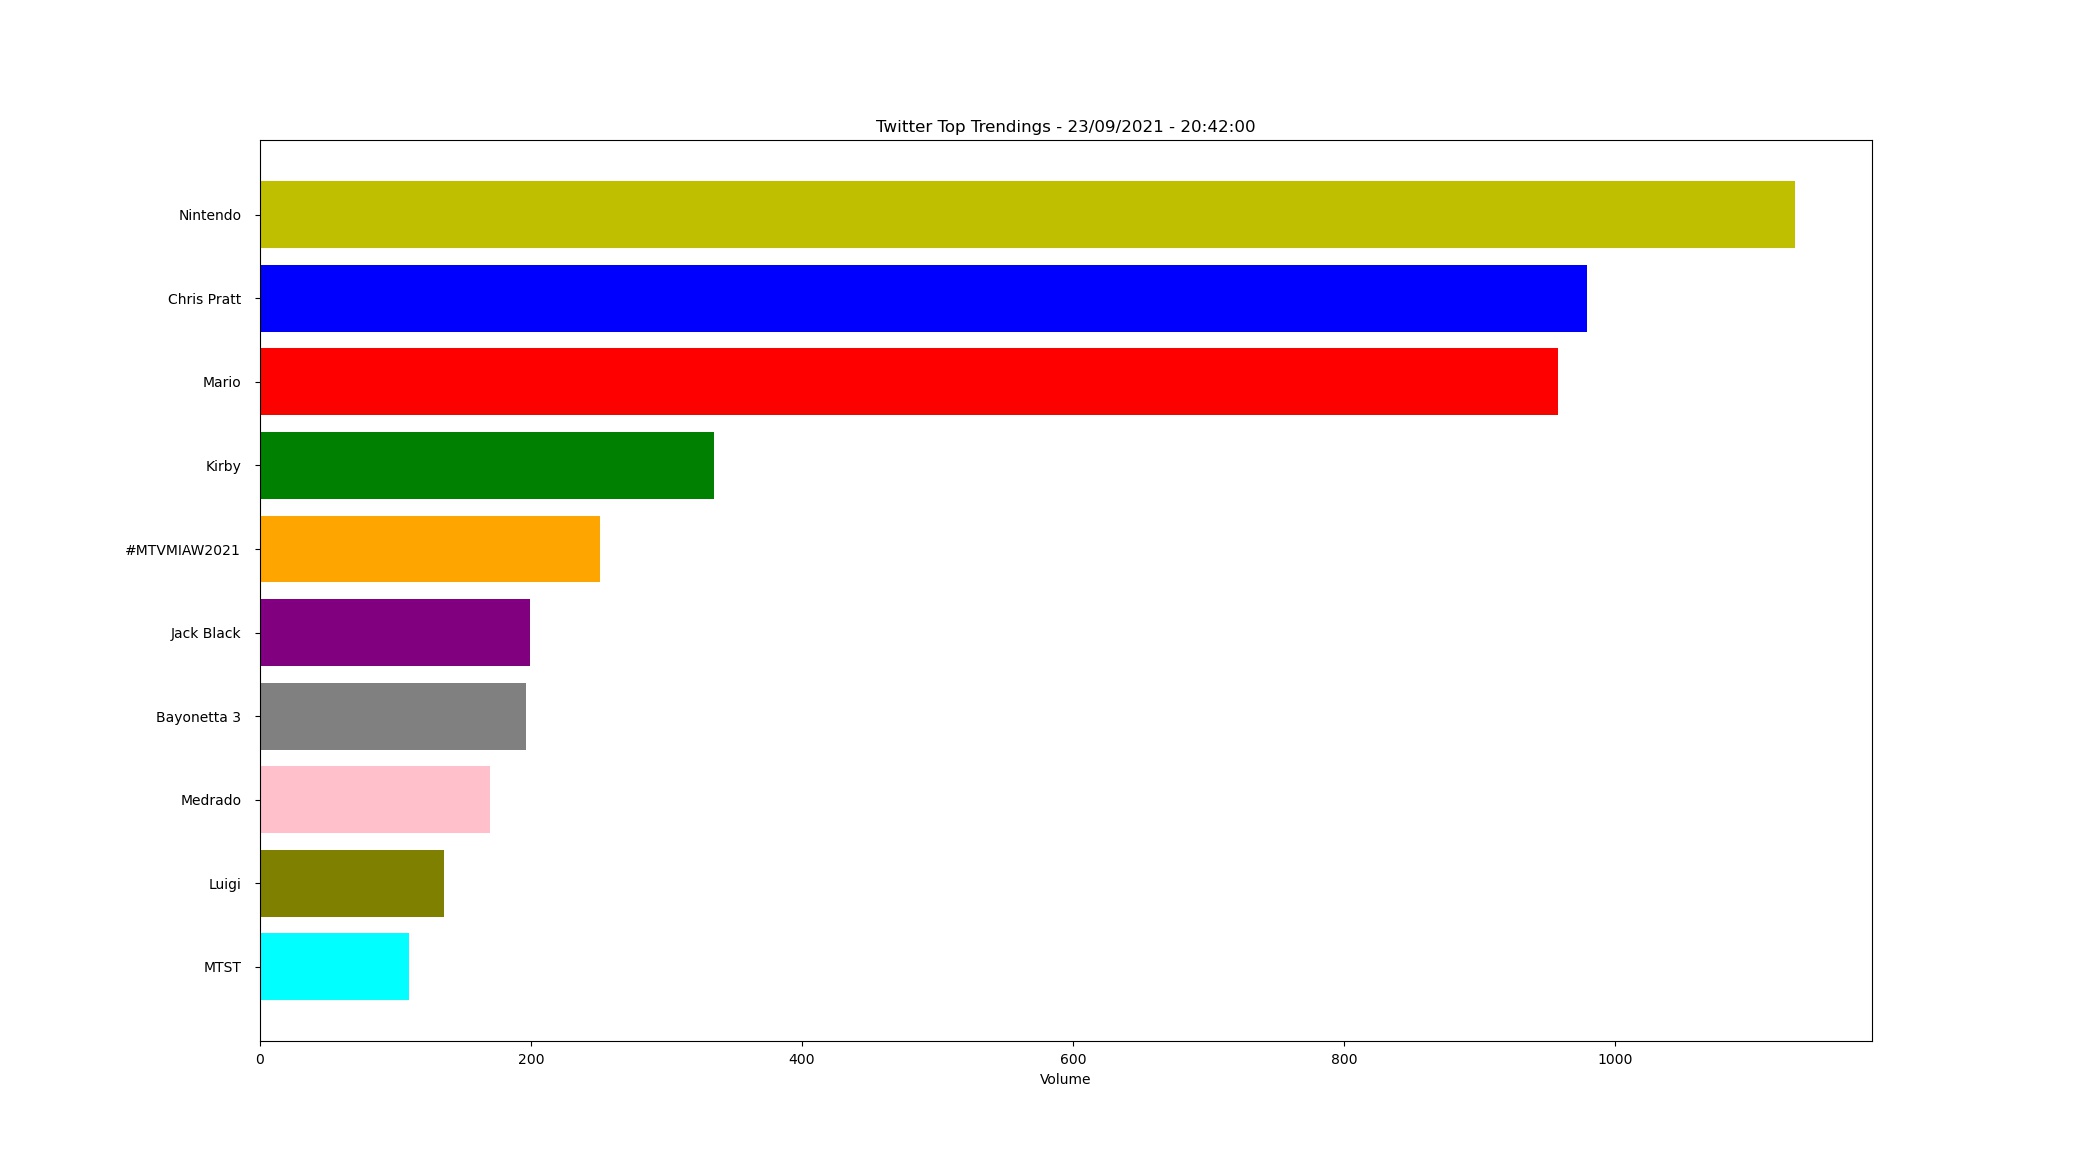 Twitter Top Trendings - 23/09/2021 - 20:42:00
Nintendo
Chris Pratt
Mario
Kirby
#MTVMIAW2021
Jack Black
Bayonetta 3
Medrado
Luigi
MTST
0 200 400 600 800 1000
Volume